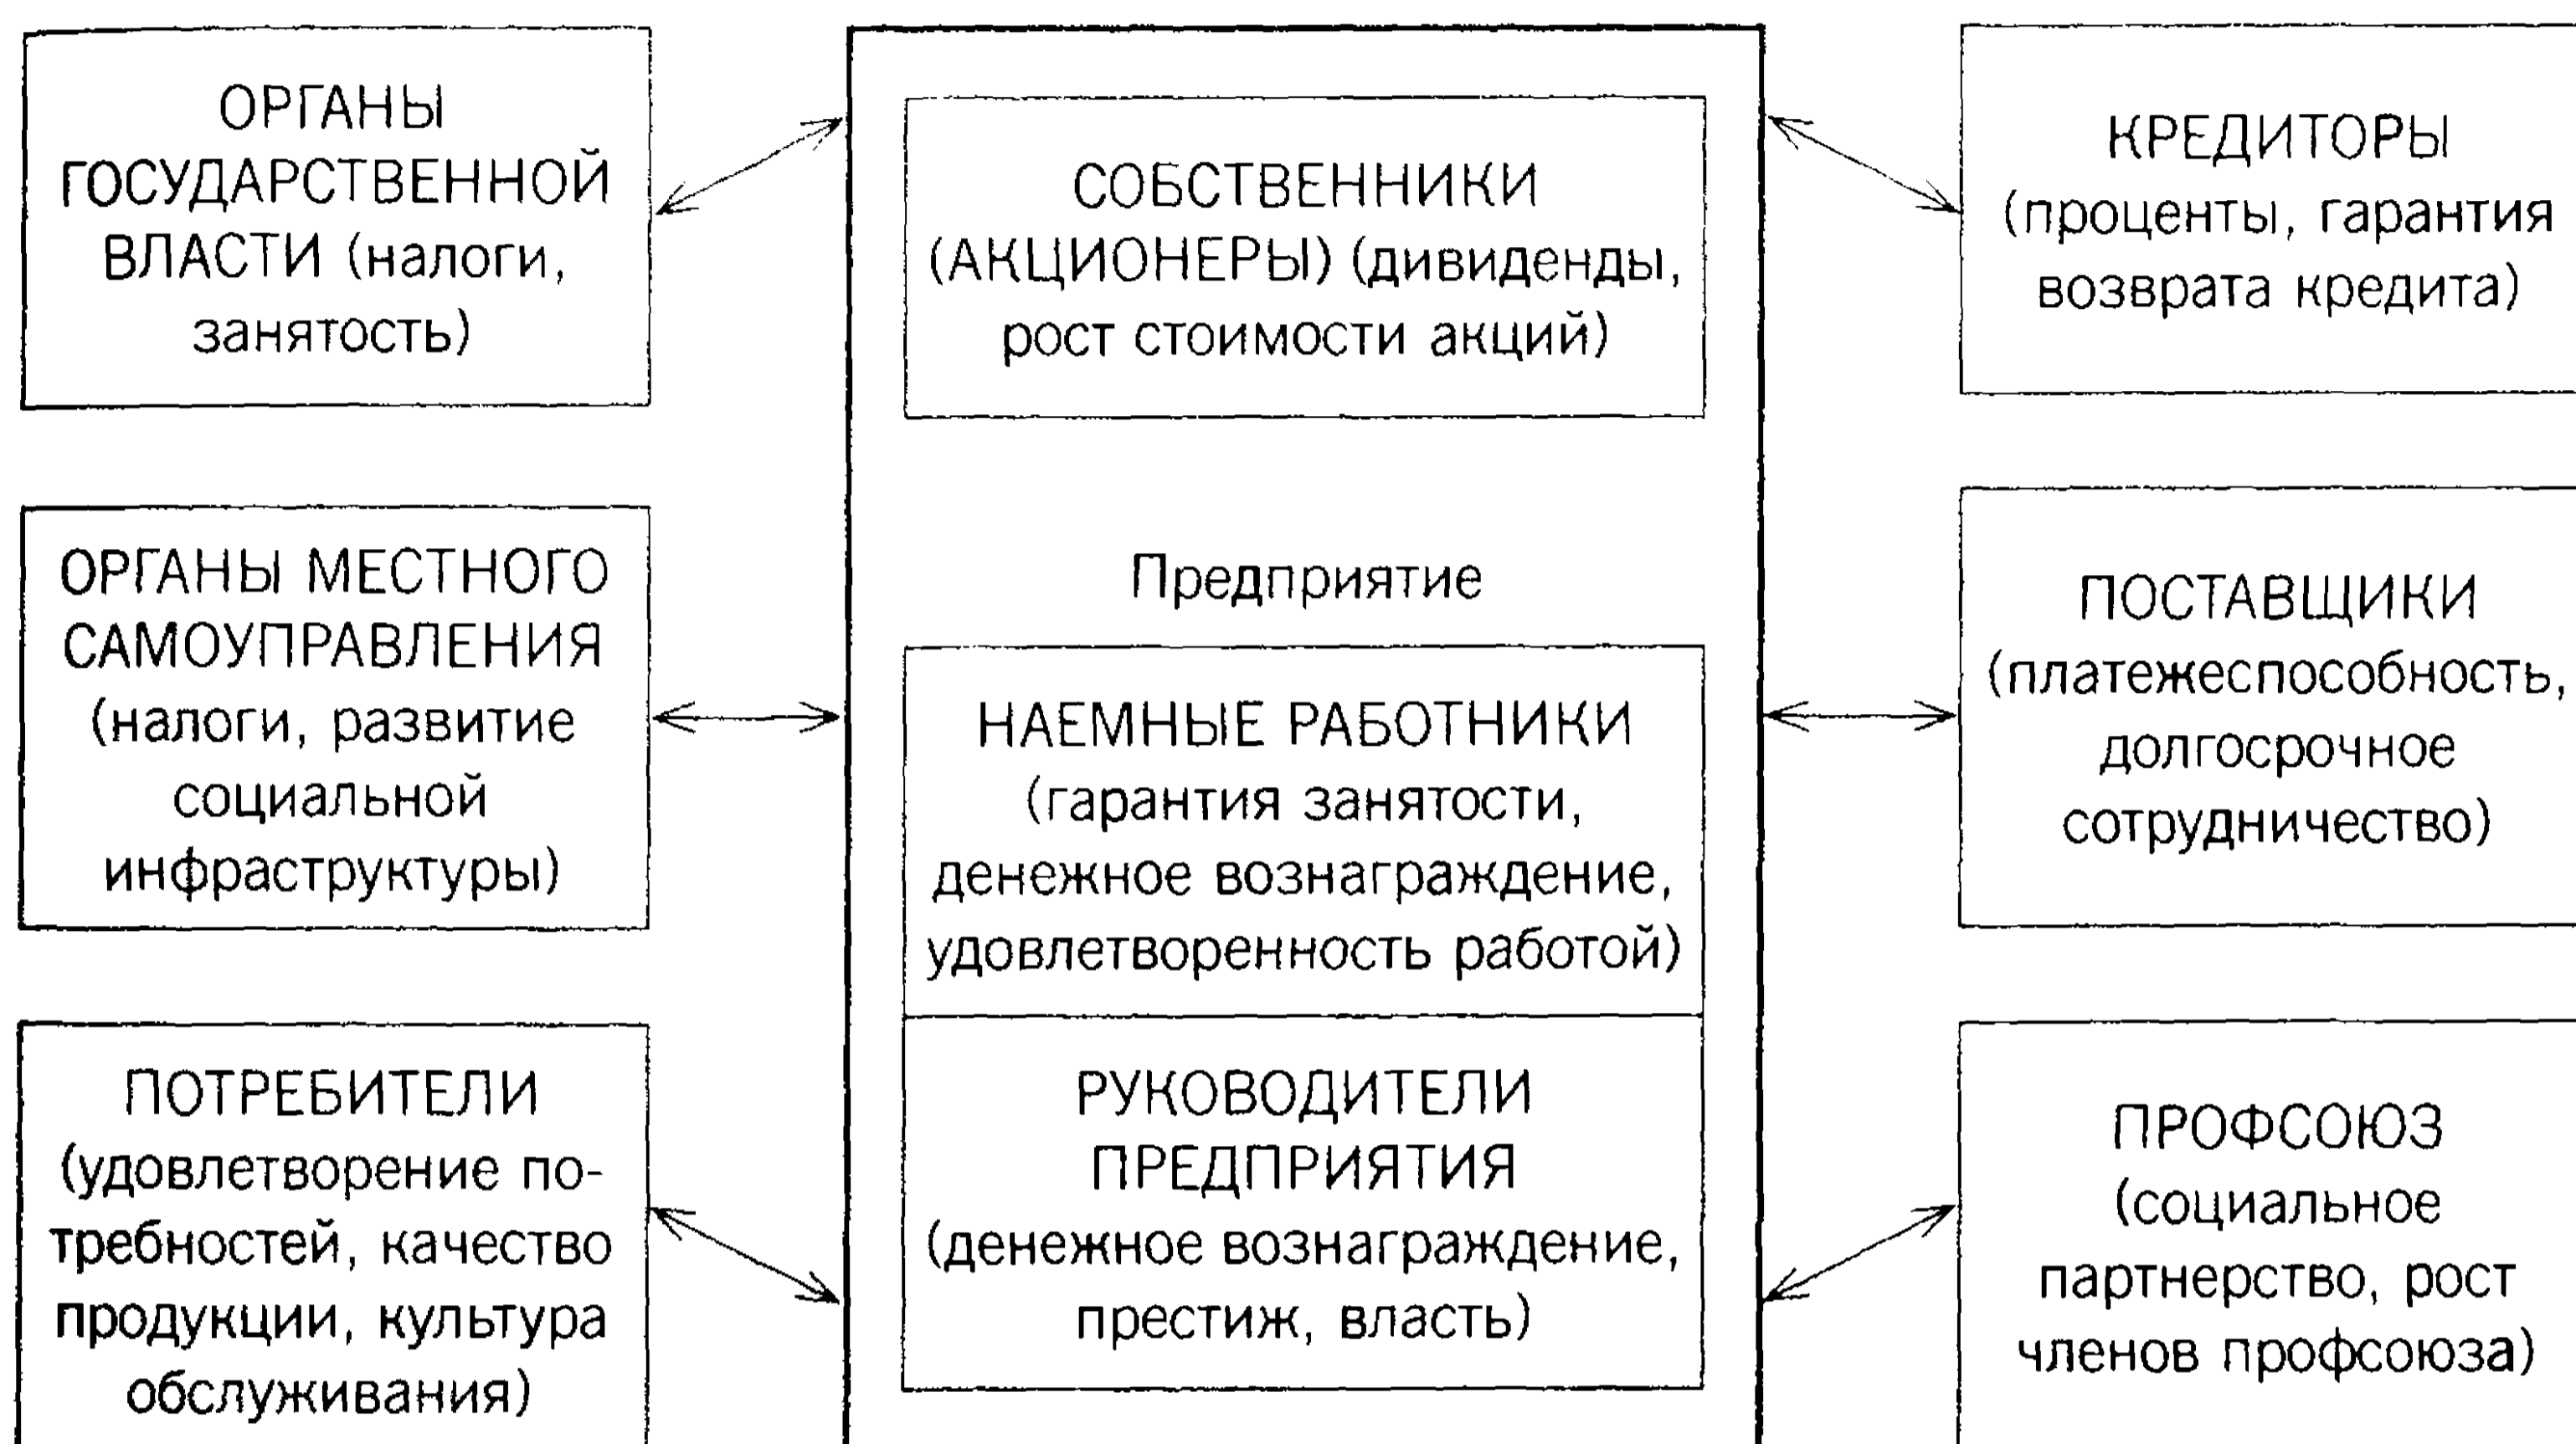 ОРГАНЫ
ГОСУДАРСТВЕННОЙ
ВЛАСТИ (налоги,
занятость)
ОРГАНЫ МЕСТНОГО
САМОУПРАВЛЕНИЯ
(налоги, развитие
социальной
инфраструктуры)
ПОТРЕБИТЕЛИ
(удовлетворение по-
требностей, качество
продукции, культура
обслуживания)
СОБСТВЕННИКИ
(АКЦИОНЕРЫ) (дивиденды,
рост стоимости акций)
Предприятие
НАЕМНЫЕ РАБОТНИКИ
(гарантия занятости,
денежное вознаграждение,
удовлетворенность работой)
РУКОВОДИТЕЛИ
ПРЕДПРИЯТИЯ
(денежное вознаграждение,
престиж, власть)
КРЕДИТОРЫ
(проценты, гарантия
возврата кредита)
ПОСТАВЩИКИ
(платежеспособность,
долгосрочное
сотрудничество)
ПРОФСОЮЗ
(социальное
партнерство, рост
членов профсоюза)